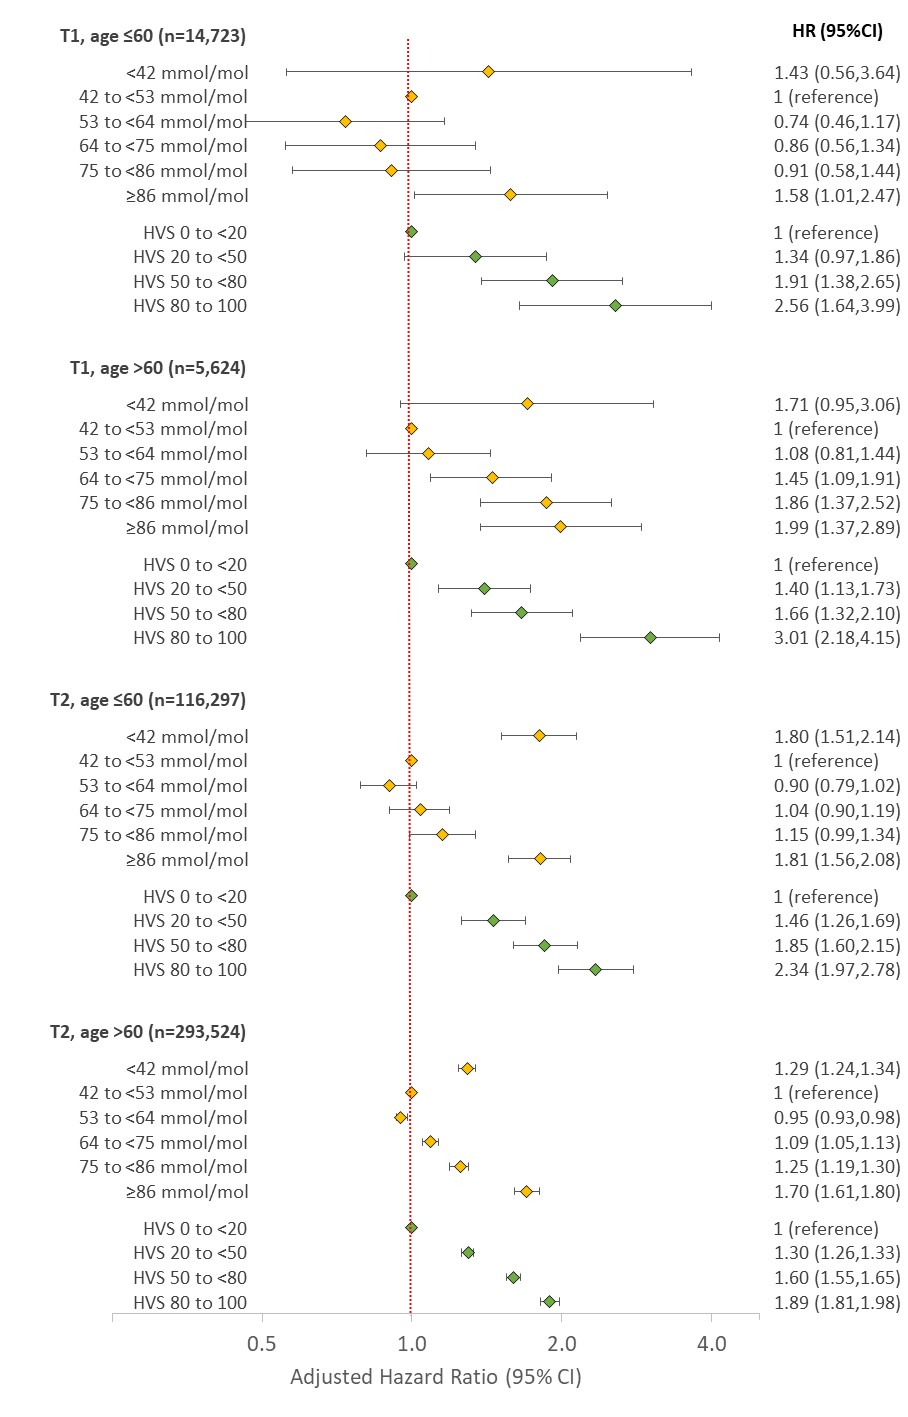 HR (95%CI)
T1, age ≤60 (n=14,723)
<42 mmol/mol 1.43 (0.56,3.64)
42 to <53 mmol/mol 1 (reference)
53 to <64 mmol/mol 0.74 (0.46,1.17)
64 to <75 mmol/mol 0.86 (0.56,1.34)
75 to <86 mmol/mol 0.91 (0.58,1.44)
≥86 mmol/mol 1.58 (1.01,2.47)
HVS 0 to <20 1 (reference)
HVS 20 to <50 1.34 (0.97,1.86)
HVS 50 to <80 1.91 (1.38,2.65)
HVS 80 to 100 2.56 (1.64,3.99)
T1, age >60 (n=5,624)
<42 mmol/mol 1.71 (0.95,3.06)
42 to <53 mmol/mol 1 (reference)
53 to <64 mmol/mol 1.08 (0.81,1.44)
64 to <75 mmol/mol 1.45 (1.09,1.91)
75 to <86 mmol/mol 1.86 (1.37,2.52)
≥86 mmol/mol 1.99 (1.37,2.89)
HVS 0 to <20 1 (reference)
HVS 20 to <50 1.40 (1.13,1.73)
HVS 50 to <80 1.66 (1.32,2.10)
HVS 80 to 100 3.01 (2.18,4.15)
T2, age ≤60 (n=116,297)
<42 mmol/mol 1.80 (1.51,2.14)
42 to <53 mmol/mol 1 (reference)
53 to <64 mmol/mol 0.90 (0.79,1.02)
64 to <75 mmol/mol 1.04 (0.90,1.19)
75 to <86 mmol/mol 1.15 (0.99,1.34)
≥86 mmol/mol 1.81 (1.56,2.08)
HVS 0 to <20 1 (reference)
HVS 20 to <50 1.46 (1.26,1.69)
HVS 50 to <80 1.85 (1.60,2.15)
HVS 80 to 100 2.34 (1.97,2.78)
T2, age >60 (n=293,524)
<42 mmol/mol 1.29 (1.24,1.34)
42 to <53 mmol/mol 1 (reference)
53 to <64 mmol/mol 0.95 (0.93,0.98)
64 to <75 mmol/mol 1.09 (1.05,1.13)
75 to <86 mmol/mol 1.25 (1.19,1.30)
≥86 mmol/mol 1.70 (1.61,1.80)
HVS 0 to <20 1 (reference)
HVS 20 to <50 1.30 (1.26,1.33)
HVS 50 to <80 1.60 (1.55,1.65)
HVS 80 to 100 1.89 (1.81,1.98)
0.5 1.0 2.0 4.0
Adjusted Hazard Ratio (95% CI)